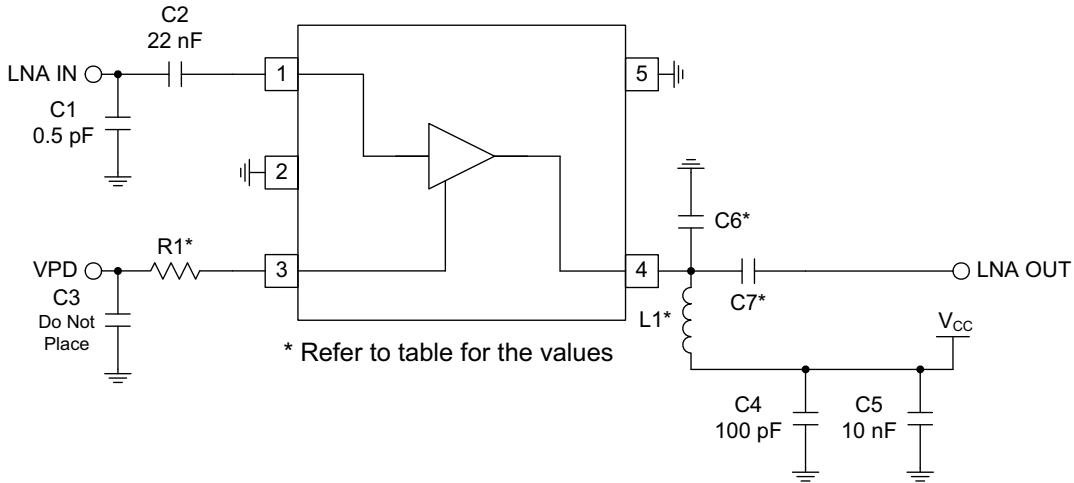 C2
22 nF
LNA IN
1
5
C1
0.5 pF
2
C6*
R1*
VPD
3
4
LNA OUT
C3
Do Not
Place
C7*
L1*
VCC
* Refer to table for the values
C4
100 pF
C5
10 nF